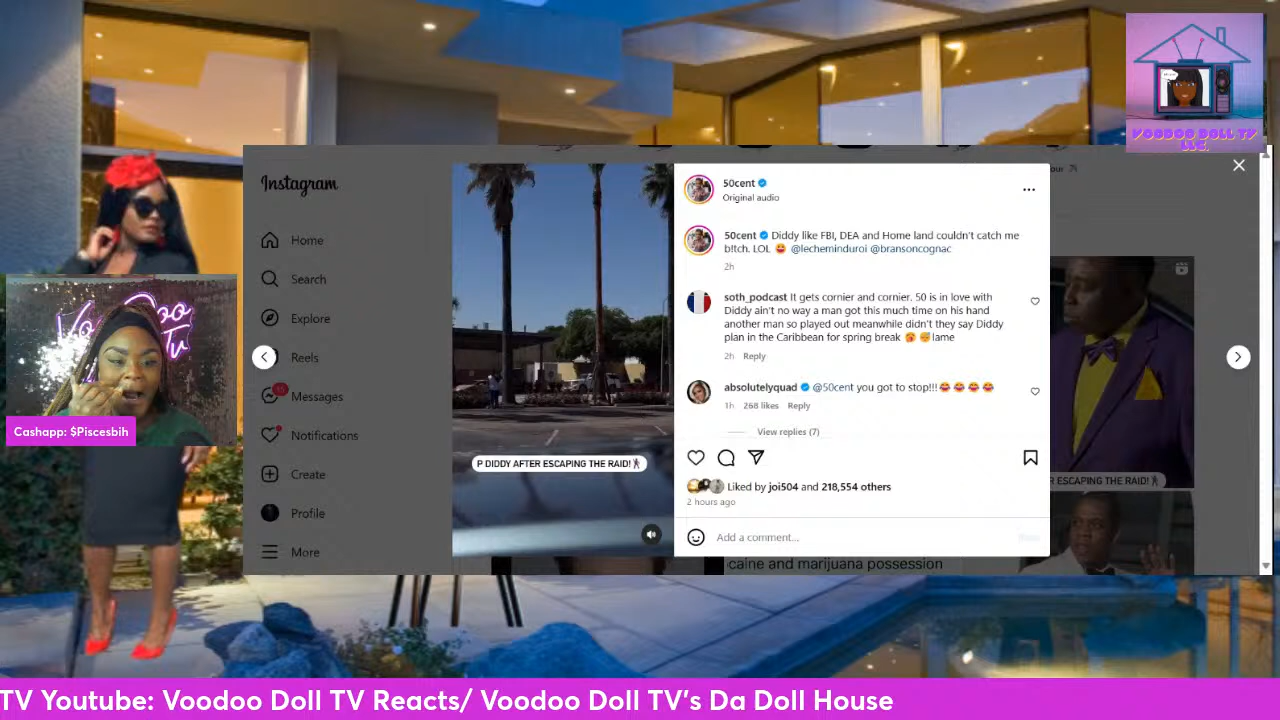 VOODOO DOLL TV
LLC.
Instagram
Home
Search
Explore
Reels
Messages
Notifications
Create
Profile
More
P DIDDY AFTER ESCAPING THE RAID!
50cent
Original audio
50cent Diddy like FBI, DEA and Home land couldn't catch me
b!tch. LOL 😛 @lecheminduroi @bransoncognac
2h
soth_podcast It gets cornier and cornier. 50 is in love with
Diddy ain't no way a man got this much time on his hand
another man so played out meanwhile didn't they say Diddy
plan in the Caribbean for spring break 🥵 😅 lame
2h Reply
absolutelyquad @50cent you got to stop!!!😂 😂 😂 😂
1h 268 likes Reply
View replies (7)
Liked by joi504 and 218,554 others
2 hours ago
Add a comment...
ESCAPING THE RAID!
caine and marijuana possession
Cashapp: $Piscesbih
TV Youtube: Voodoo Doll TV Reacts/ Voodoo Doll TV's Da Doll House